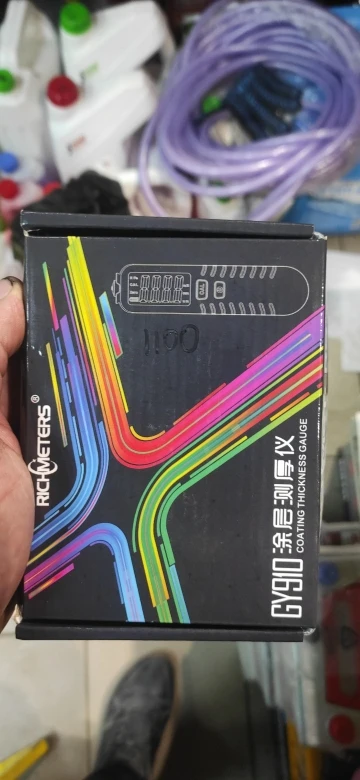 1100
RICHMETERS®
GY910 涂层测厚仪
COATING THICKNESS GAUGE